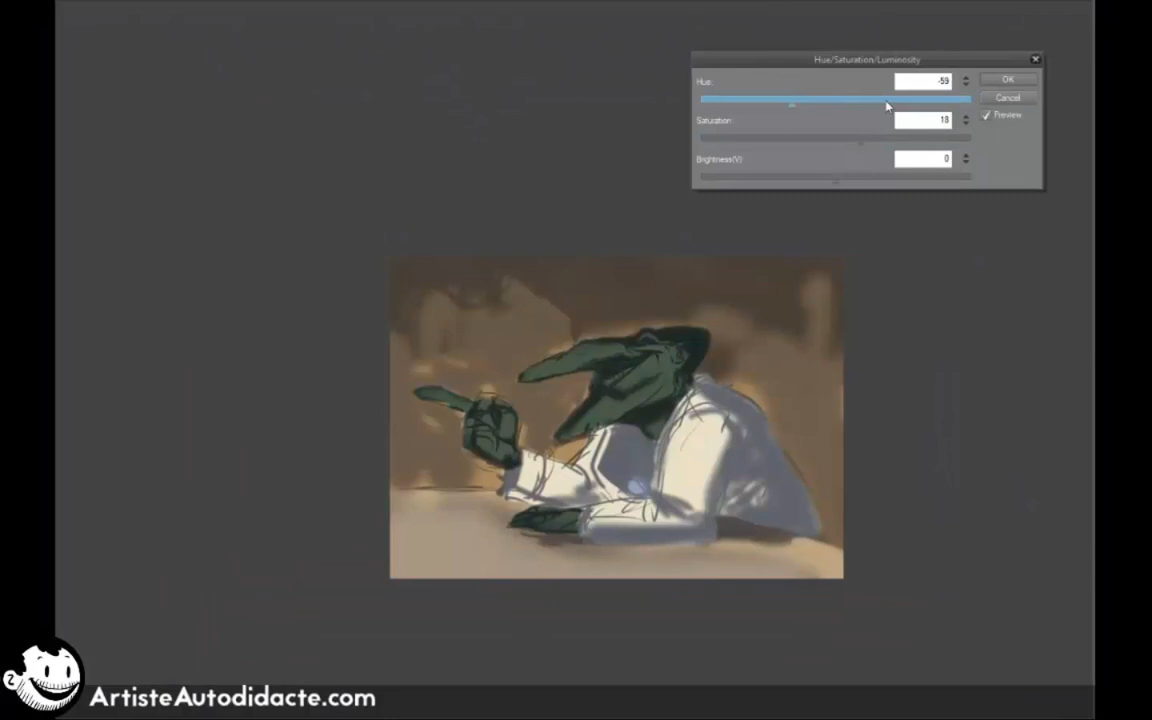 Hue/Saturation/Luminosity
Hue: -59 OK
Cancel
Saturation: 18 Preview
Brightness(V) 0
ArtisteAutodidacte.com